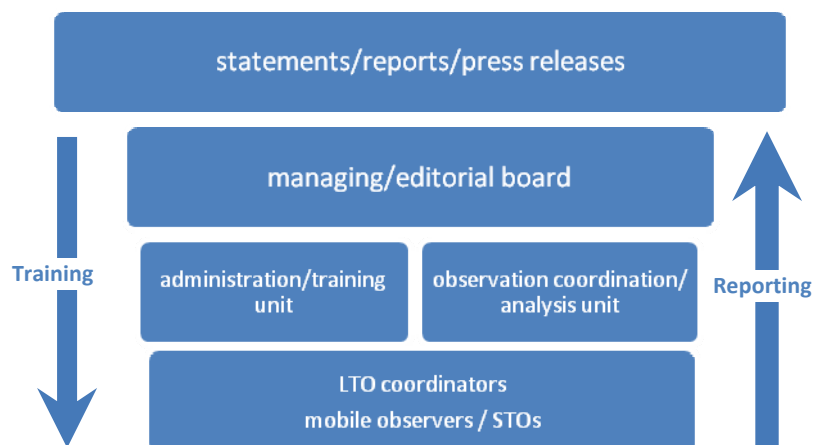 statements/reports/press releases
managing/editorial board
Training
administration/training
unit
observation coordination/
analysis unit
Reporting
LTO coordinators
mobile observers / STOs